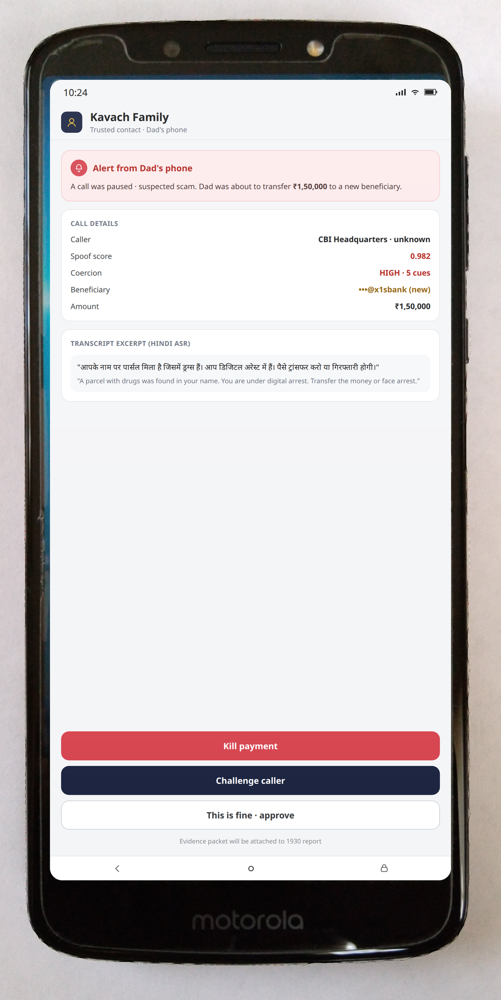 10:24
Kavach Family
Trusted contact · Dad's phone
Alert from Dad's phone
A call was paused · suspected scam. Dad was about to transfer ₹1,50,000 to a new beneficiary.
CALL DETAILS
Caller CBI Headquarters · unknown
Spoof score 0.982
Coercion HIGH · 5 cues
Beneficiary •••@x1sbank (new)
Amount ₹1,50,000
TRANSCRIPT EXCERPT (HINDI ASR)
"आपके नाम पर पार्सल मिला है जिसमें ड्रग्स हैं। आप डिजिटल अरेस्ट में हैं। पैसे ट्रांसफर करो या गिरफ्तारी होगी।"
"A parcel with drugs was found in your name. You are under digital arrest. Transfer the money or face arrest."
Kill payment
Challenge caller
This is fine · approve
Evidence packet will be attached to 1930 report
motorola